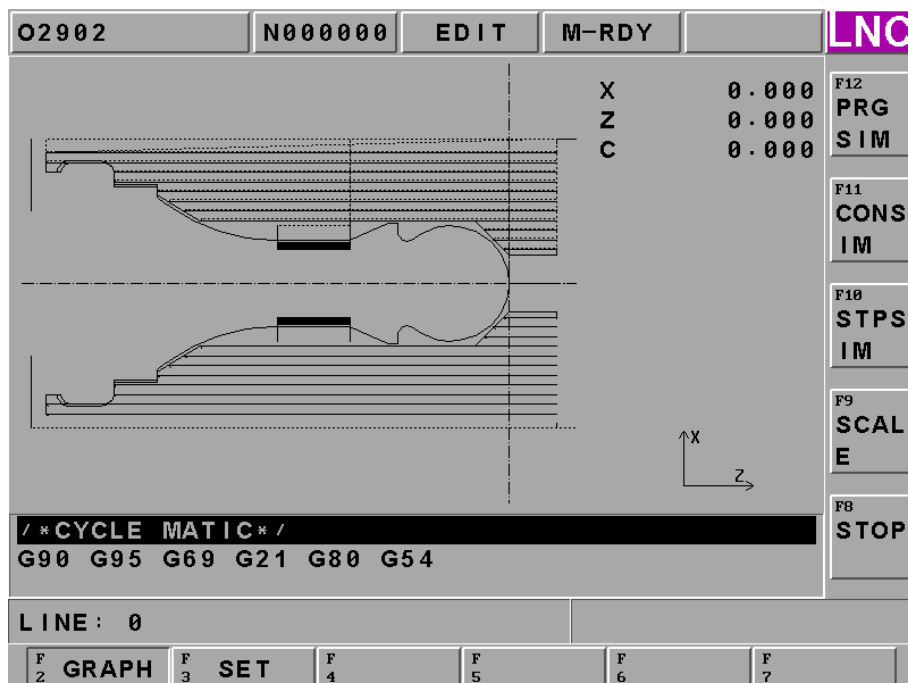 O2902 N000000 EDIT M-RDY LNC
X 0.000
Z 0.000
C 0.000
F12
PRG
SIM
F11
CONS
IM
F10
STPS
IM
F9
SCAL
E
F8
STOP
X
Z
/*CYCLE MATIC*/
G90 G95 G69 G21 G80 G54
LINE: 0
F2 GRAPH F3 SET F4 F5 F6 F7